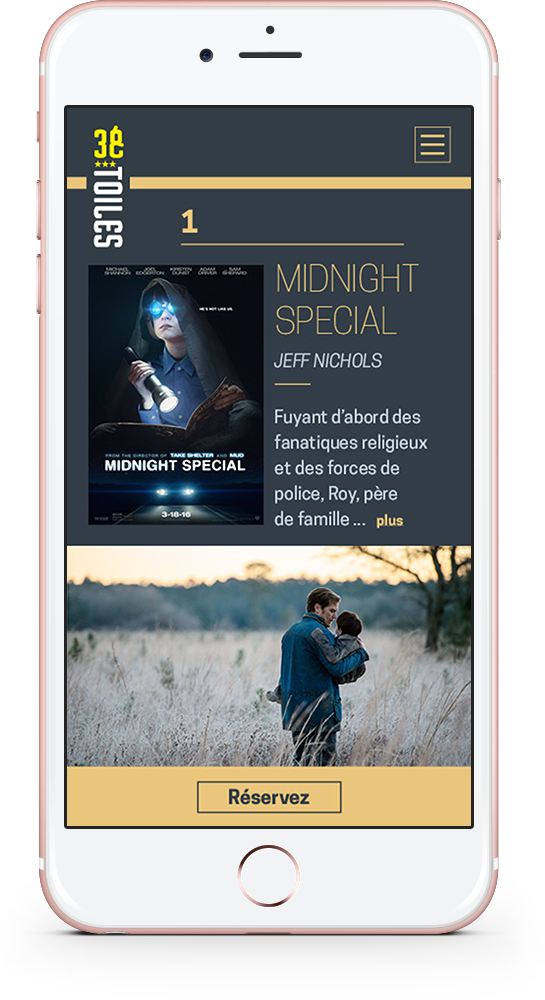 3é
TOILES
1
MICHAEL SHANNON JOEL EDGERTON KIRSTEN DUNST ADAM DRIVER SAM SHEPARD
HE'S NOT LIKE US.
FROM THE DIRECTOR OF TAKE SHELTER AND MUD
MIDNIGHT SPECIAL
3-18-16
MIDNIGHT
SPECIAL
JEFF NICHOLS
Fuyant d'abord des
fanatiques religieux
et des forces de
police, Roy, père
de famille ... plus
Réservez